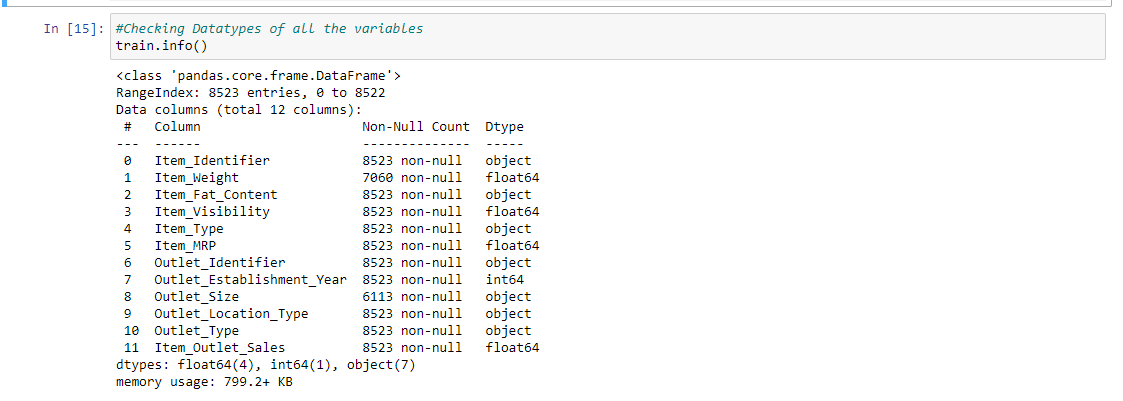 In [15]: #Checking Datatypes of all the variables
train.info()
<class 'pandas.core.frame.DataFrame'>
RangeIndex: 8523 entries, 0 to 8522
Data columns (total 12 columns):
 #   Column                     Non-Null Count  Dtype
---  ------                     --------------  -----
 0   Item_Identifier            8523 non-null   object
 1   Item_Weight                7060 non-null   float64
 2   Item_Fat_Content           8523 non-null   object
 3   Item_Visibility            8523 non-null   float64
 4   Item_Type                  8523 non-null   object
 5   Item_MRP                   8523 non-null   float64
 6   Outlet_Identifier          8523 non-null   object
 7   Outlet_Establishment_Year  8523 non-null   int64
 8   Outlet_Size                6113 non-null   object
 9   Outlet_Location_Type       8523 non-null   object
 10  Outlet_Type                8523 non-null   object
 11  Item_Outlet_Sales          8523 non-null   float64
dtypes: float64(4), int64(1), object(7)
memory usage: 799.2+ KB